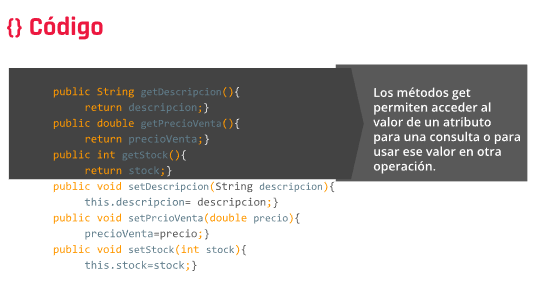 {} Código
public String getDescripcion(){
return descripcion;}
public double getPrecioVenta(){
return precioVenta;}
public int getStock(){
return stock;}
public void setDescripcion(String descripcion){
this.descripcion= descripcion;}
public void setPrcioVenta(double precio){
precioVenta=precio;}
public void setStock(int stock){
this.stock=stock;}
Los métodos get
permiten acceder al
valor de un atributo
para una consulta o para
usar ese valor en otra
operación.